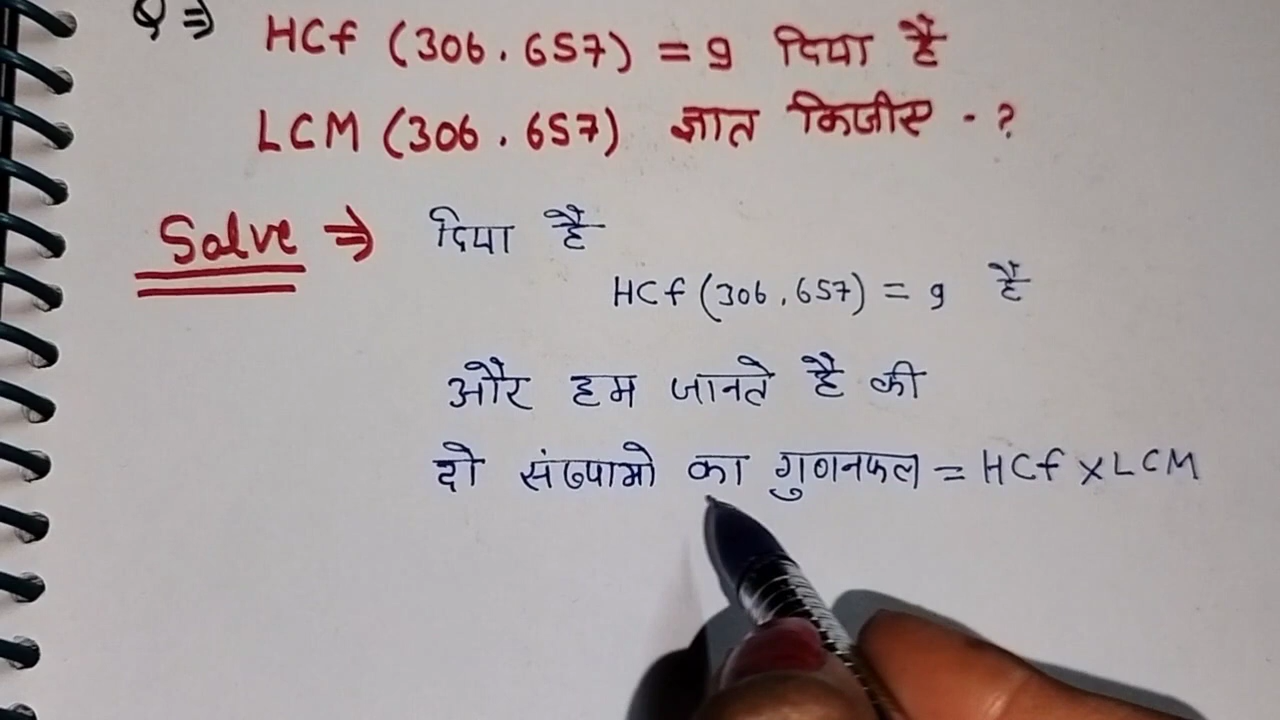 Q ⇒ HCf (306.657) = 9 दिया है
LCM (306.657) ज्ञात किजीए - ?
Solve ⇒ दिया है
HCf (306,657) = 9 है
और हम जानते है की
दो संख्याओ का गुणनफल = HCf × LCM